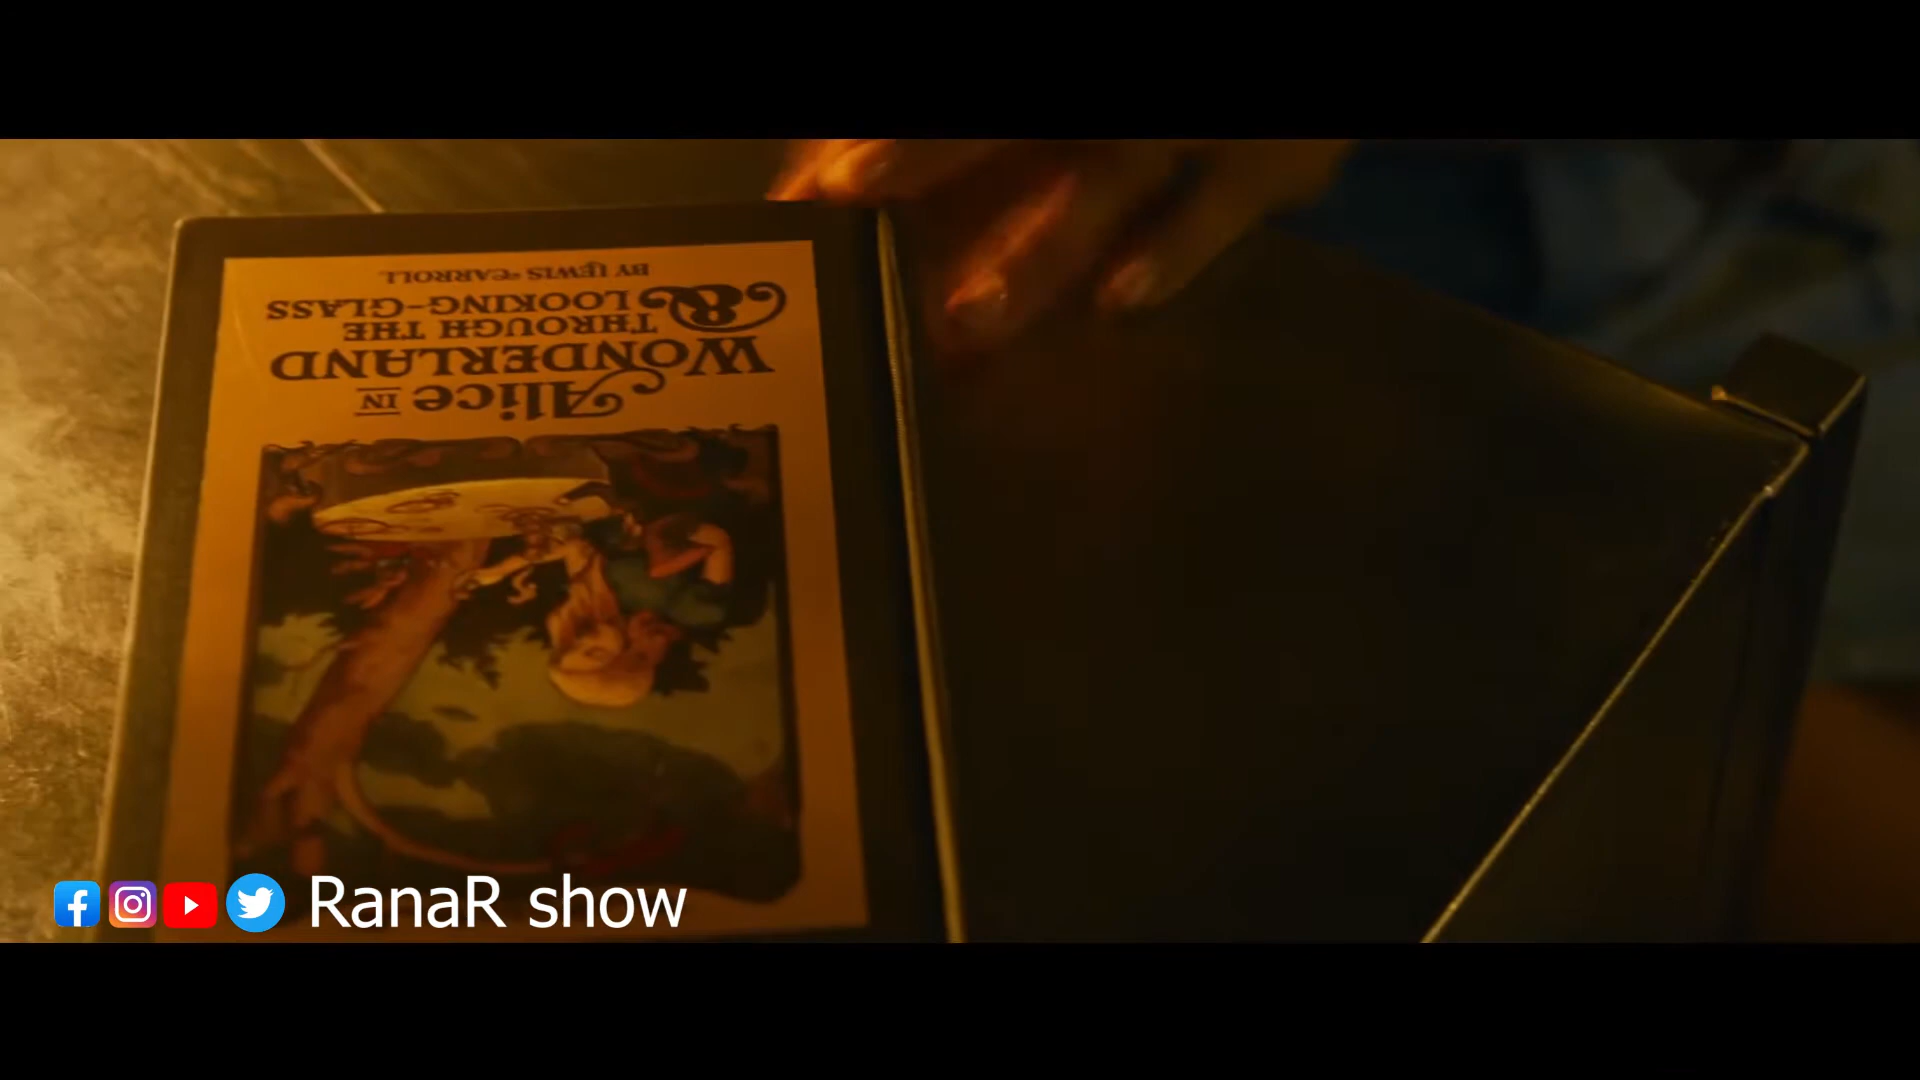 Alice IN
WONDERLAND
& THROUGH THE
LOOKING-GLASS
BY LEWIS CARROLL
RanaR show